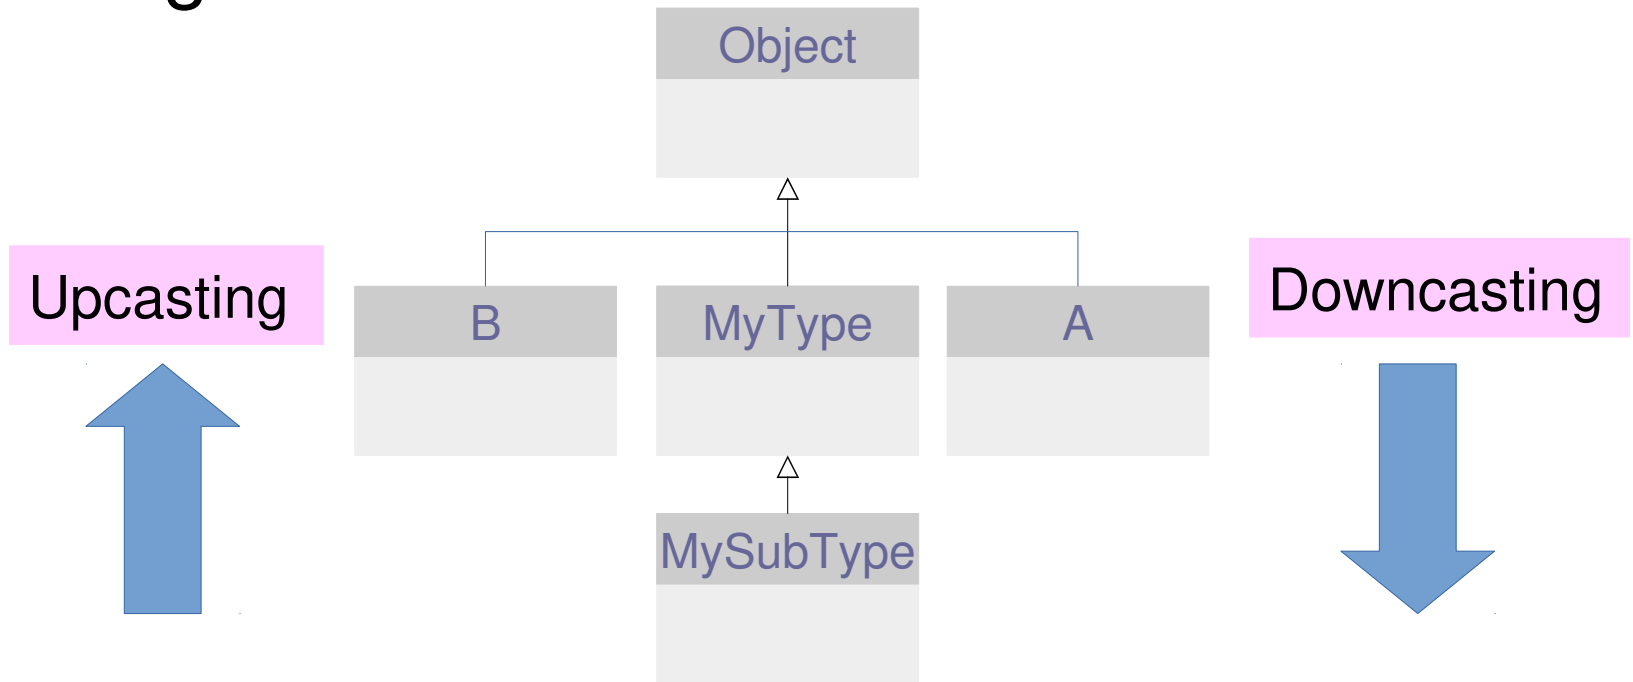 Object
Upcasting
B
MyType
A
Downcasting
MySubType